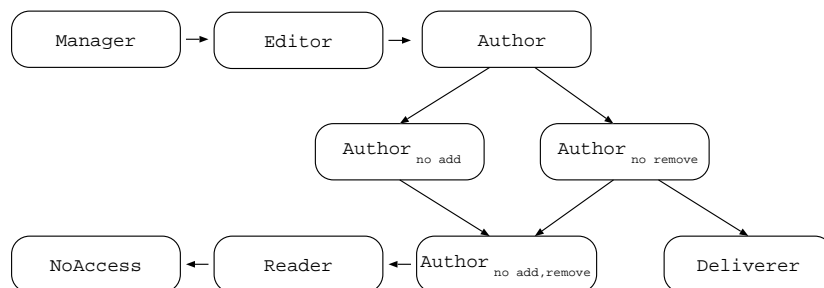 Manager
Editor
Author
Author no add
Author no remove
NoAccess
Reader
Author no add,remove
Deliverer